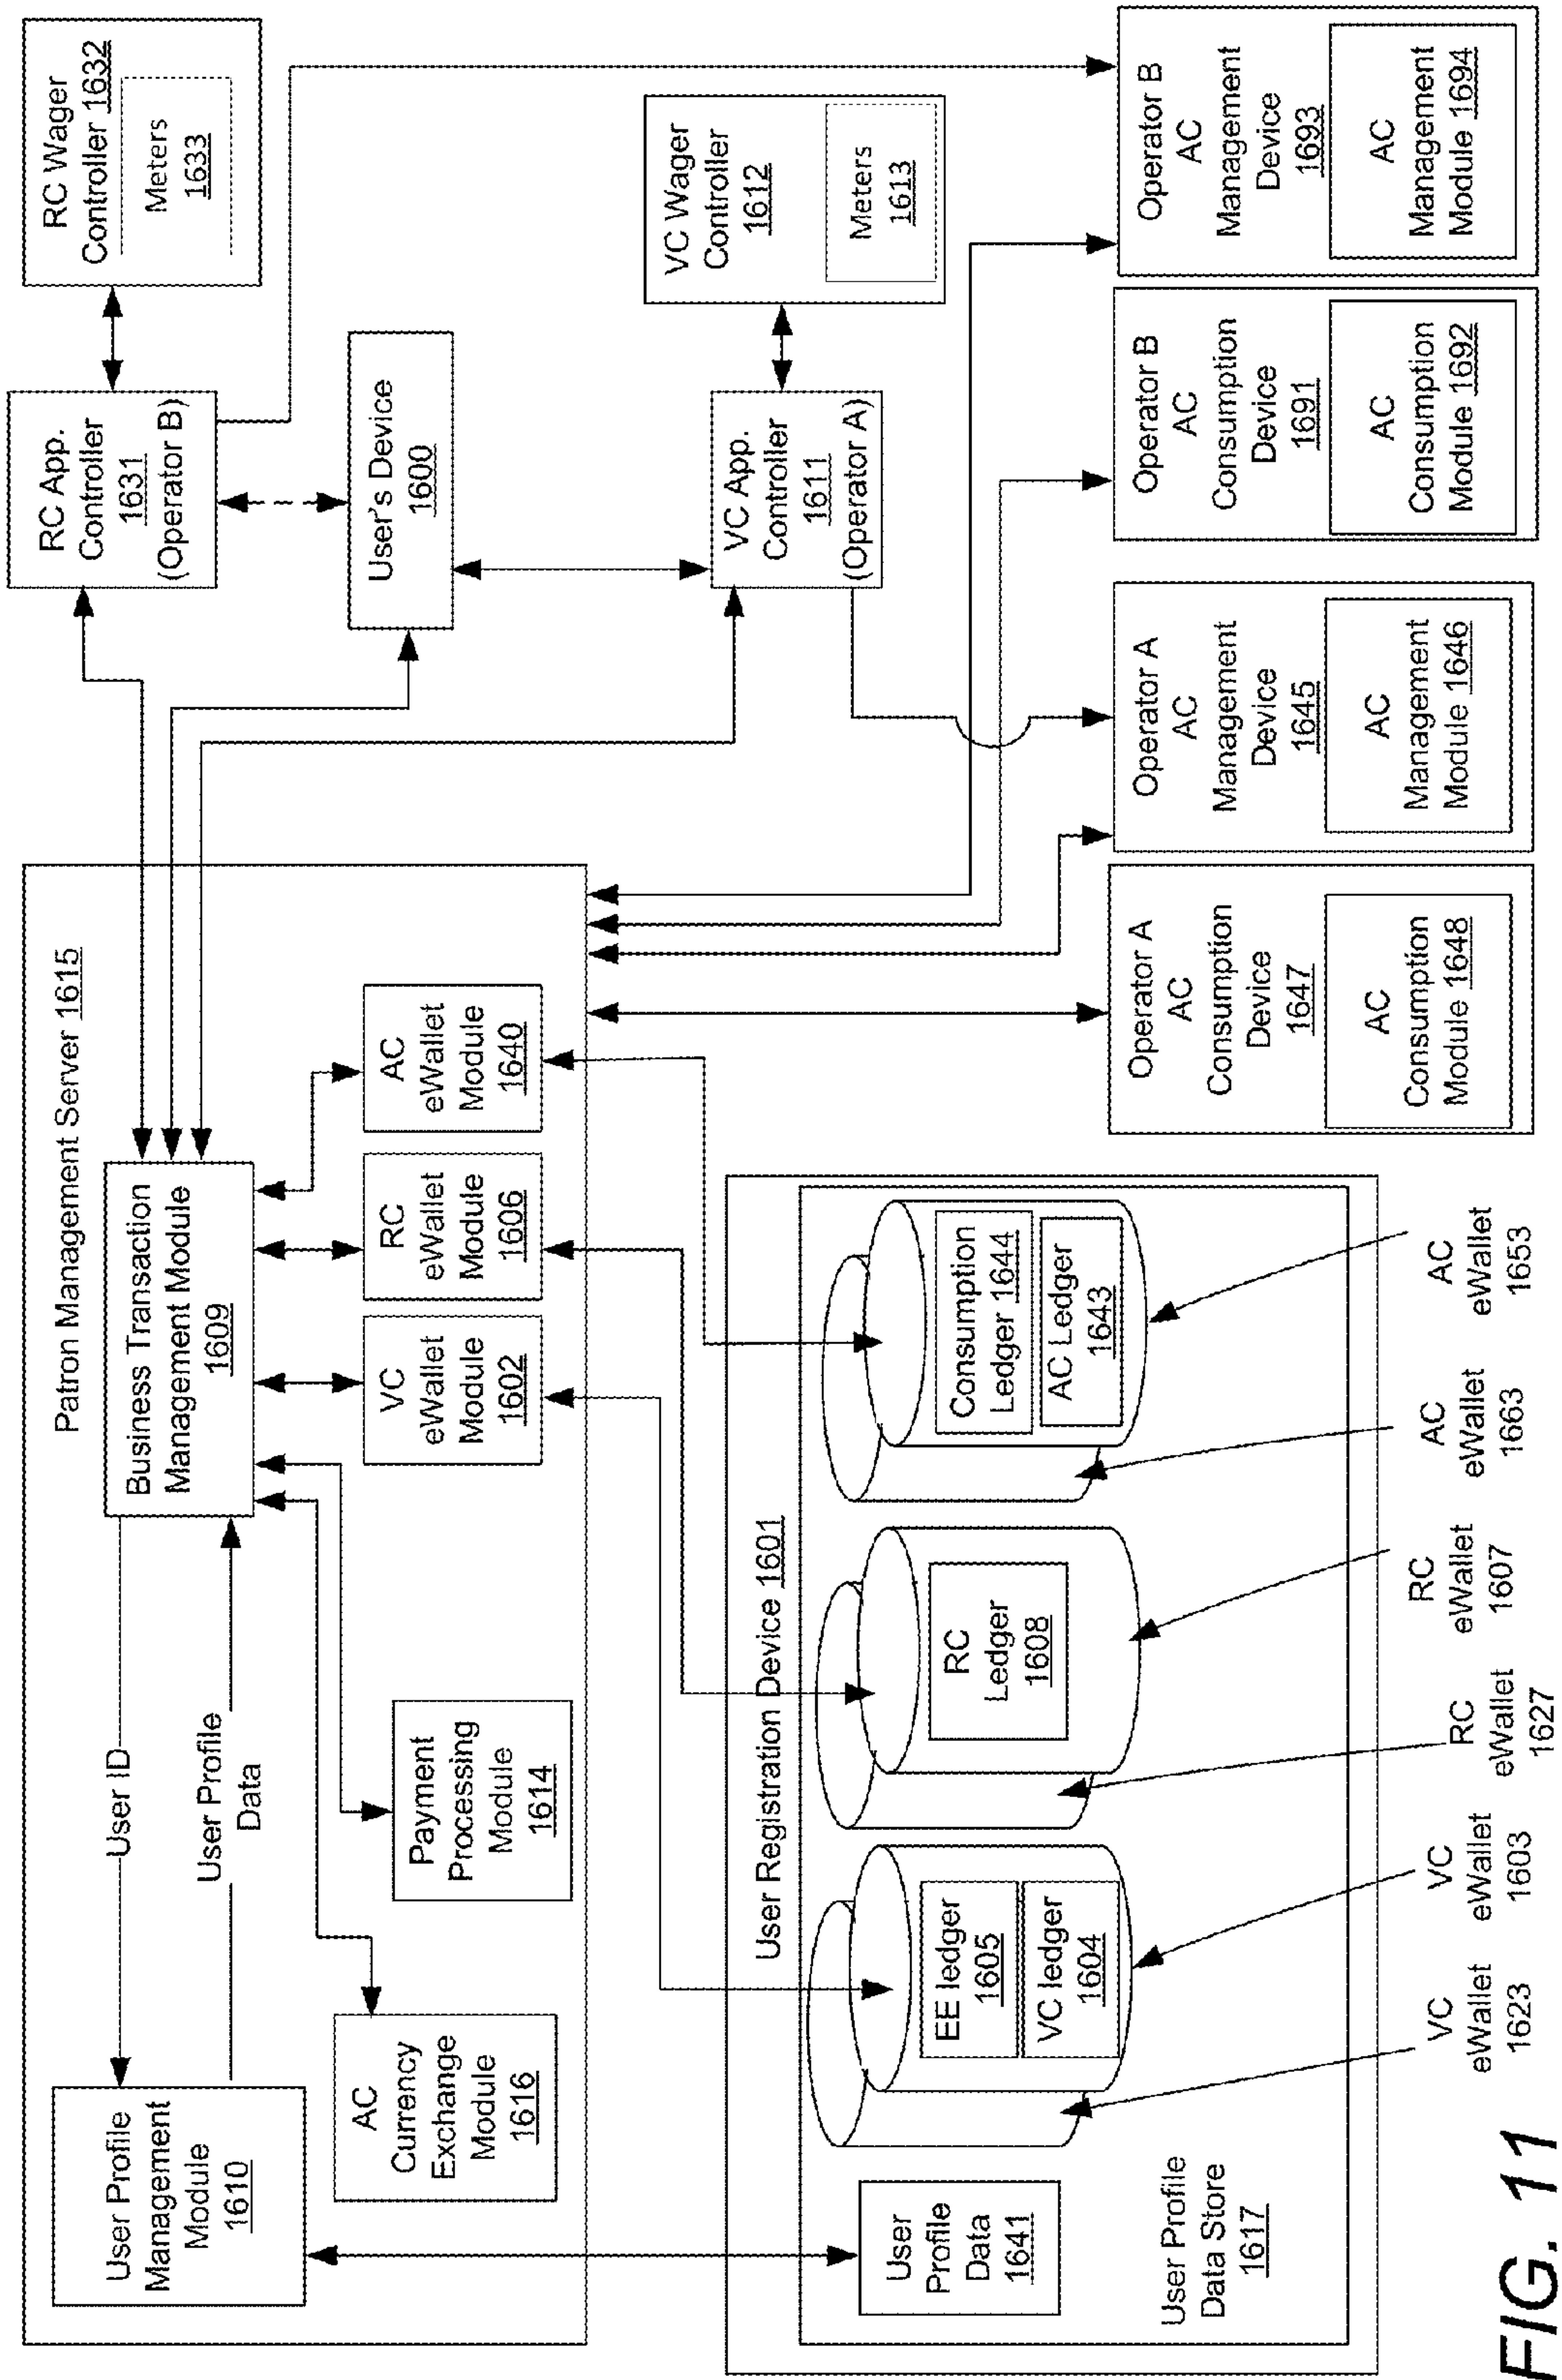 Patron Management Server 1615
User Profile
Management
Module
1610
User ID
User Profile
Data
Business Transaction
Management Module
1609
AC
Currency
Exchange
Module
1616
Payment
Processing
Module
1614
VC
eWallet
Module
1602
RC
eWallet
Module
1606
AC
eWallet
Module
1640
RC App.
Controller
1631
(Operator B)
RC Wager
Controller 1632
Meters
1633
User's Device
1600
VC App.
Controller
1611
(Operator A)
VC Wager
Controller
1612
Meters
1613
User Registration Device 1601
User
Profile
Data
1641
User Profile
Data Store
1617
EE ledger
1605
VC ledger
1604
RC
Ledger
1608
Consumption
Ledger 1644
AC Ledger
1643
VC
eWallet
1623
VC
eWallet
1603
RC
eWallet
1627
RC
eWallet
1607
AC
eWallet
1663
AC
eWallet
1653
Operator A
AC
Consumption
Device
1647
AC
Consumption
Module 1648
Operator A
AC
Management
Device
1645
AC
Management
Module 1646
Operator B
AC
Consumption
Device
1691
AC
Consumption
Module 1692
Operator B
AC
Management
Device
1693
AC
Management
Module 1694
FIG. 11